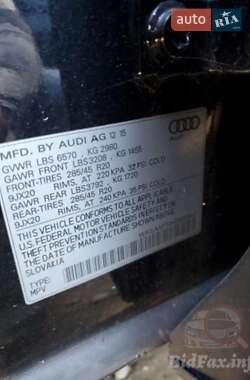 auto
RIA
.com
MFD. BY AUDI AG 12 15
GVWR LBS 6570 , KG 2980
GAWR FRONT LBS3208 , KG 1455
FRONT-TIRES 285/45 R20
9JX20 RIMS, AT 220 KPA 32 PSI COLD
GAWR REAR LBS3792 , KG 1720
REAR-TIRES 285/45 R20
9JX20 RIMS, AT 240 KPA 35 PSI COLD
THIS VEHICLE CONFORMS TO ALL APPLICABLE
FEDERAL MOTOR VEHICLE SAFETY AND
THEFT PREVENTION STANDARDS IN EFFECT ON
THE DATE OF MANUFACTURE SHOWN ABOVE.
SLOVAKIA
TYPE:
MPV
BidFax.info